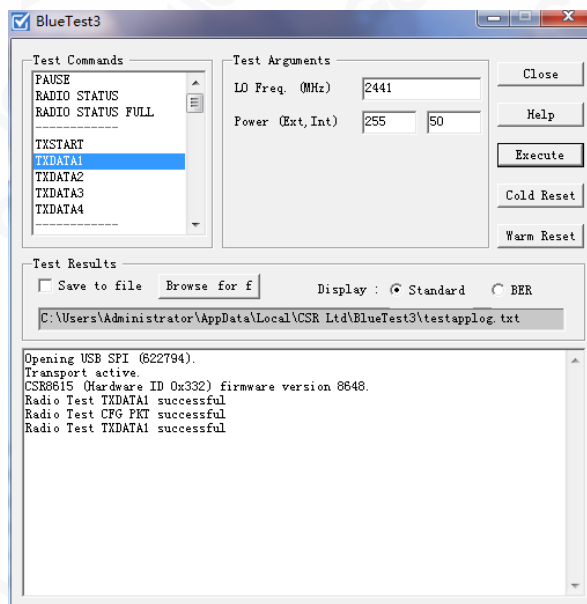 BlueTest3
Test Commands
PAUSE
RADIO STATUS
RADIO STATUS FULL
------------
TXSTART
TXDATA1
TXDATA2
TXDATA3
TXDATA4
------------
Test Arguments
LO Freq. (MHz) 2441
Power (Ext,Int) 255 50
Close
Help
Execute
Cold Reset
Warm Reset
Test Results
Save to file Browse for f Display : Standard BER
C:\Users\Administrator\AppData\Local\CSR Ltd\BlueTest3\testapplog.txt
Opening USB SPI (622794).
Transport active.
CSR8615 (Hardware ID 0x332) firmware version 8648.
Radio Test TXDATA1 successful
Radio Test CFG PKT successful
Radio Test TXDATA1 successful